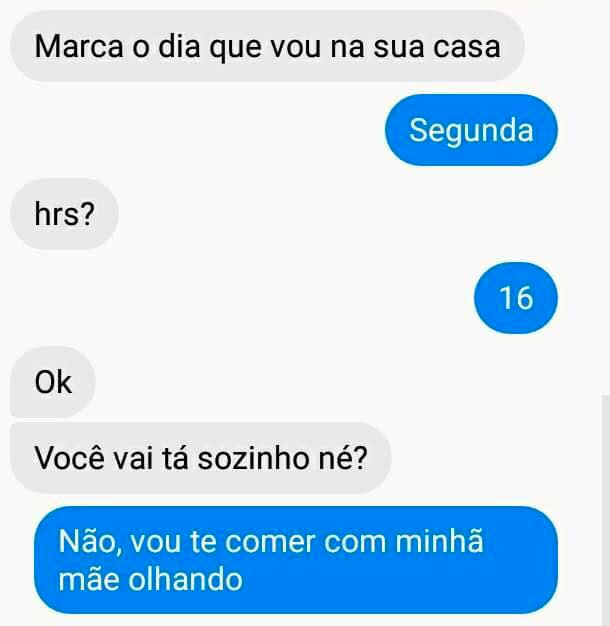 Marca o dia que vou na sua casa
Segunda
hrs?
16
Ok
Você vai tá sozinho né?
Não, vou te comer com minhã
mãe olhando